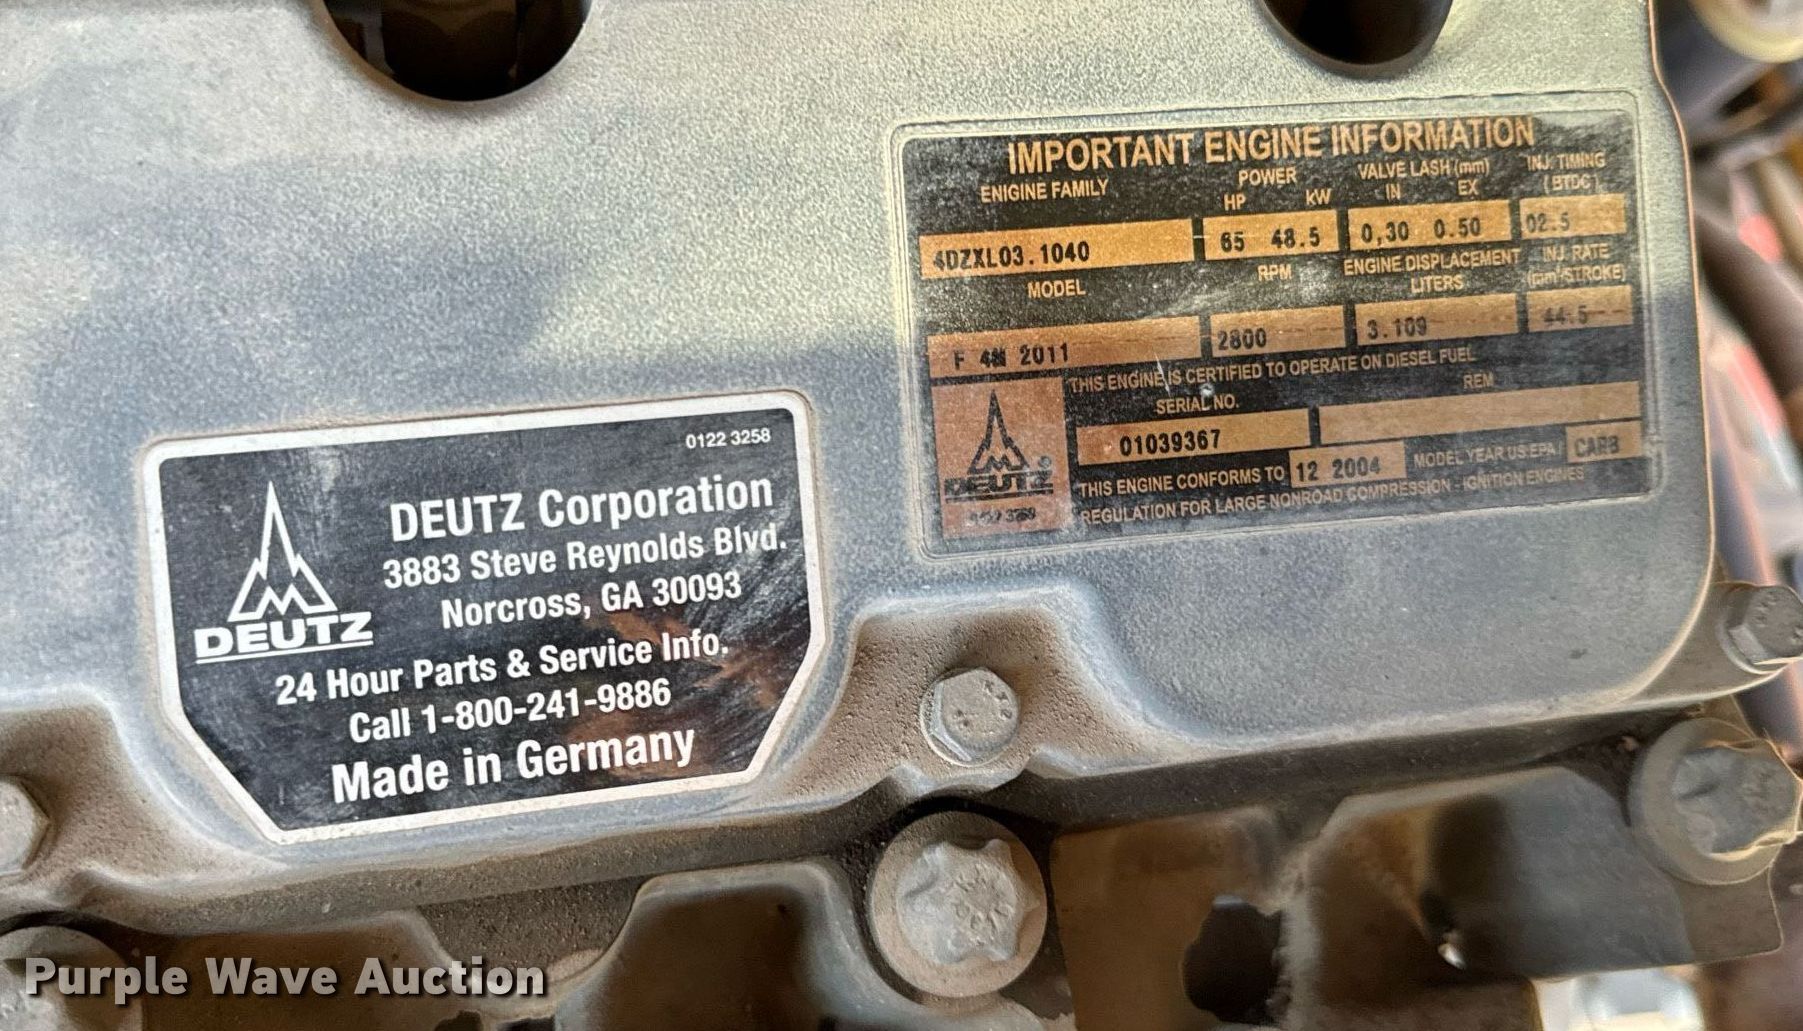 IMPORTANT ENGINE INFORMATION
ENIGINE FAMILY
POWER
HP KW
VALVE LASH (mm)
IN EX
INJ. TIMING
(BTDC)
4DZXL03.1040
65 48.5
0,30 0.50
02.5
MODEL
RPM
ENGINE DISPLACEMENT
LITERS
INJ. RATE
(mm³/STROKE)
F 4M 2011
2800
3.109
44.5
THIS ENGINE IS CERTIFIED TO OPERATE ON DIESEL FUEL
SERIAL NO.
REM
01039367
DEUTZ
THIS ENGINE CONFORMS TO 12 2004 MODEL YEAR US EPA / CARB
REGULATION FOR LARGE NONROAD COMPRESSION - IGNITION ENGINES
0122 3258
DEUTZ
DEUTZ Corporation
3883 Steve Reynolds Blvd.
Norcross, GA 30093
24 Hour Parts & Service Info.
Call 1-800-241-9886
Made in Germany
Purple Wave Auction